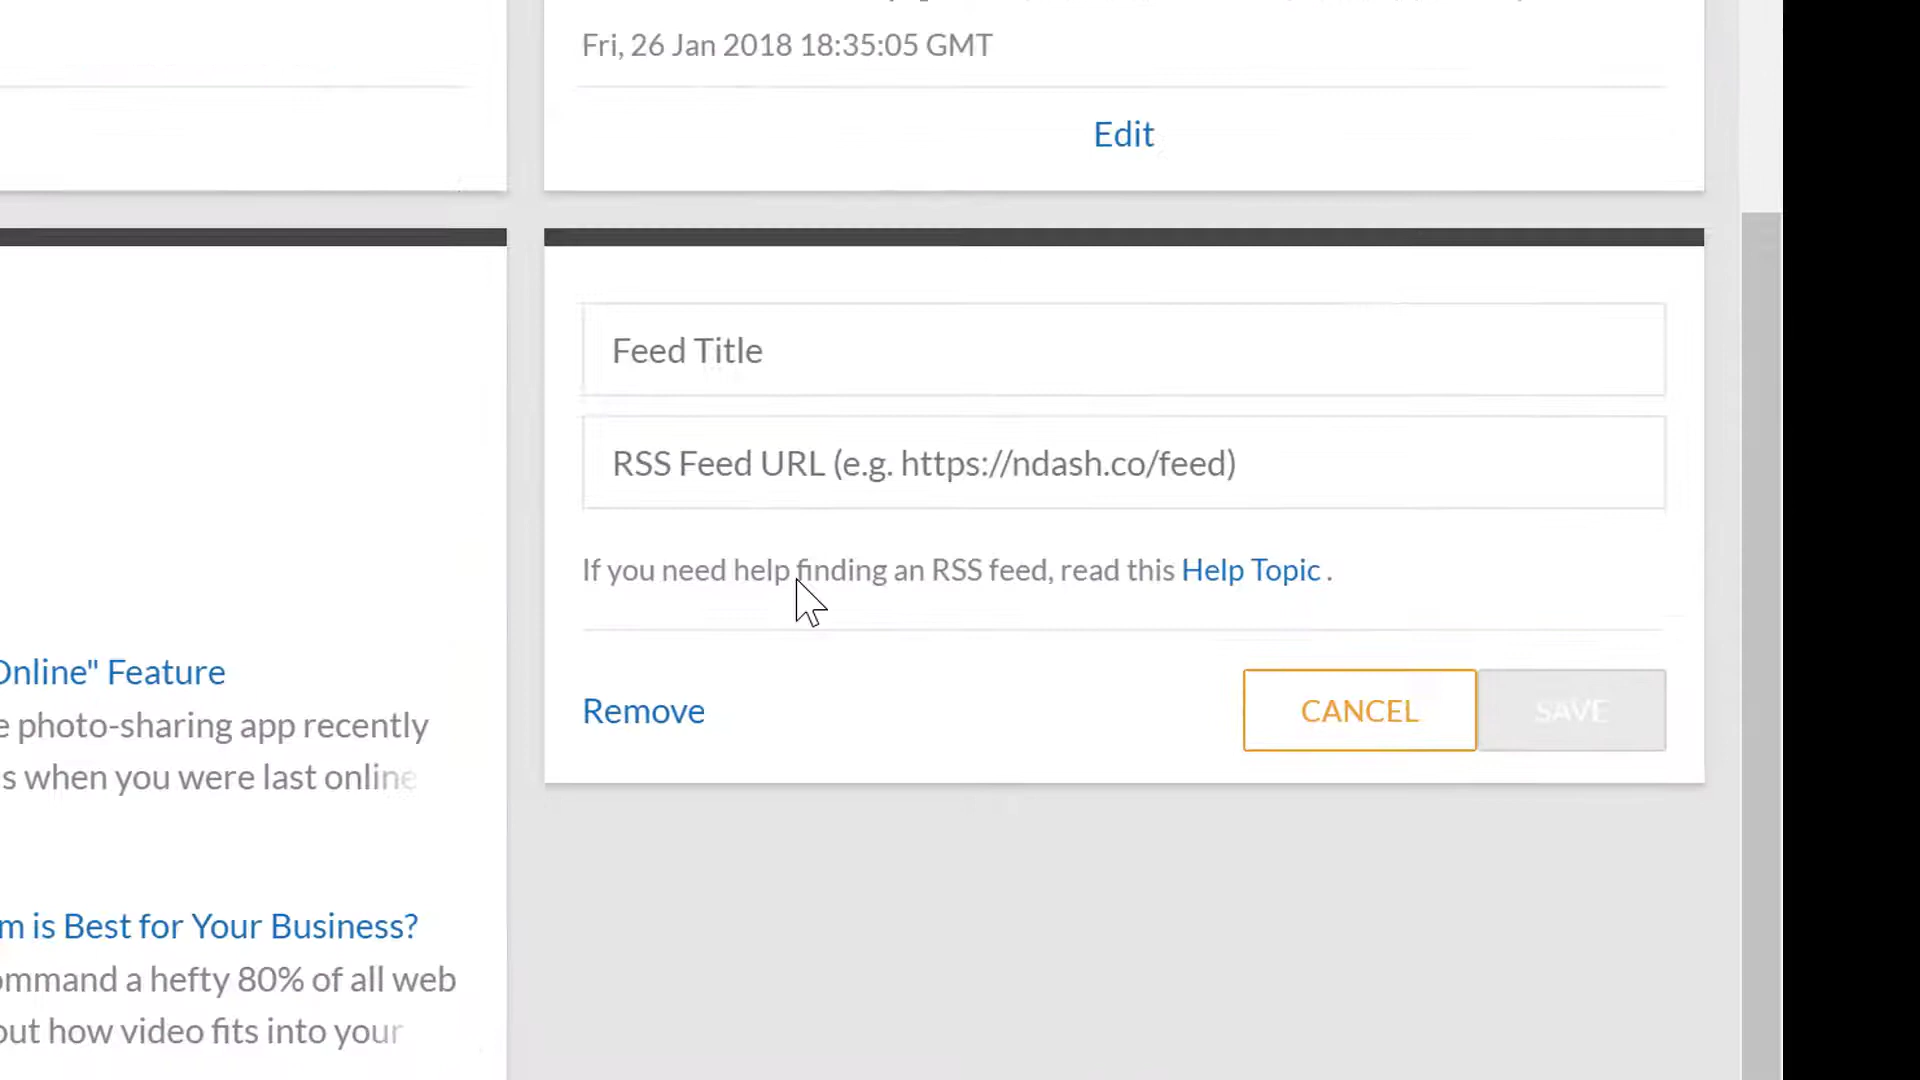 Fri, 26 Jan 2018 18:35:05 GMT
Edit
Feed Title
RSS Feed URL (e.g. https://ndash.co/feed)
If you need help finding an RSS feed, read this Help Topic .
Remove
CANCEL
SAVE
Online" Feature
photo-sharing app recently
s when you were last online
m is Best for Your Business?
ommand a hefty 80% of all web
out how video fits into your